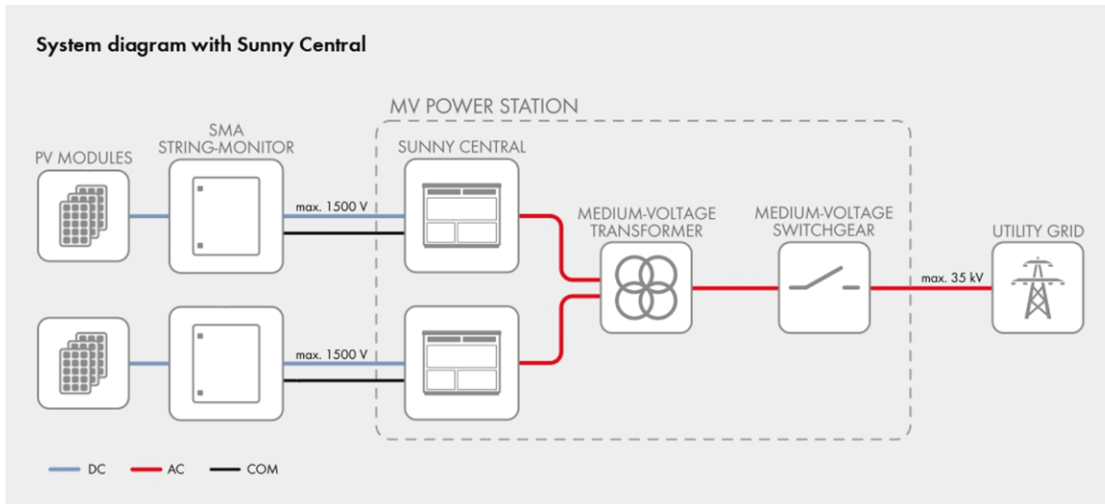 System diagram with Sunny Central
MV POWER STATION
SMA
STRING-MONITOR
SUNNY CENTRAL
PV MODULES
max. 1500 V
MEDIUM-VOLTAGE
TRANSFORMER
MEDIUM-VOLTAGE
SWITCHGEAR
UTILITY GRID
max. 35 kV
max. 1500 V
DC
AC
COM